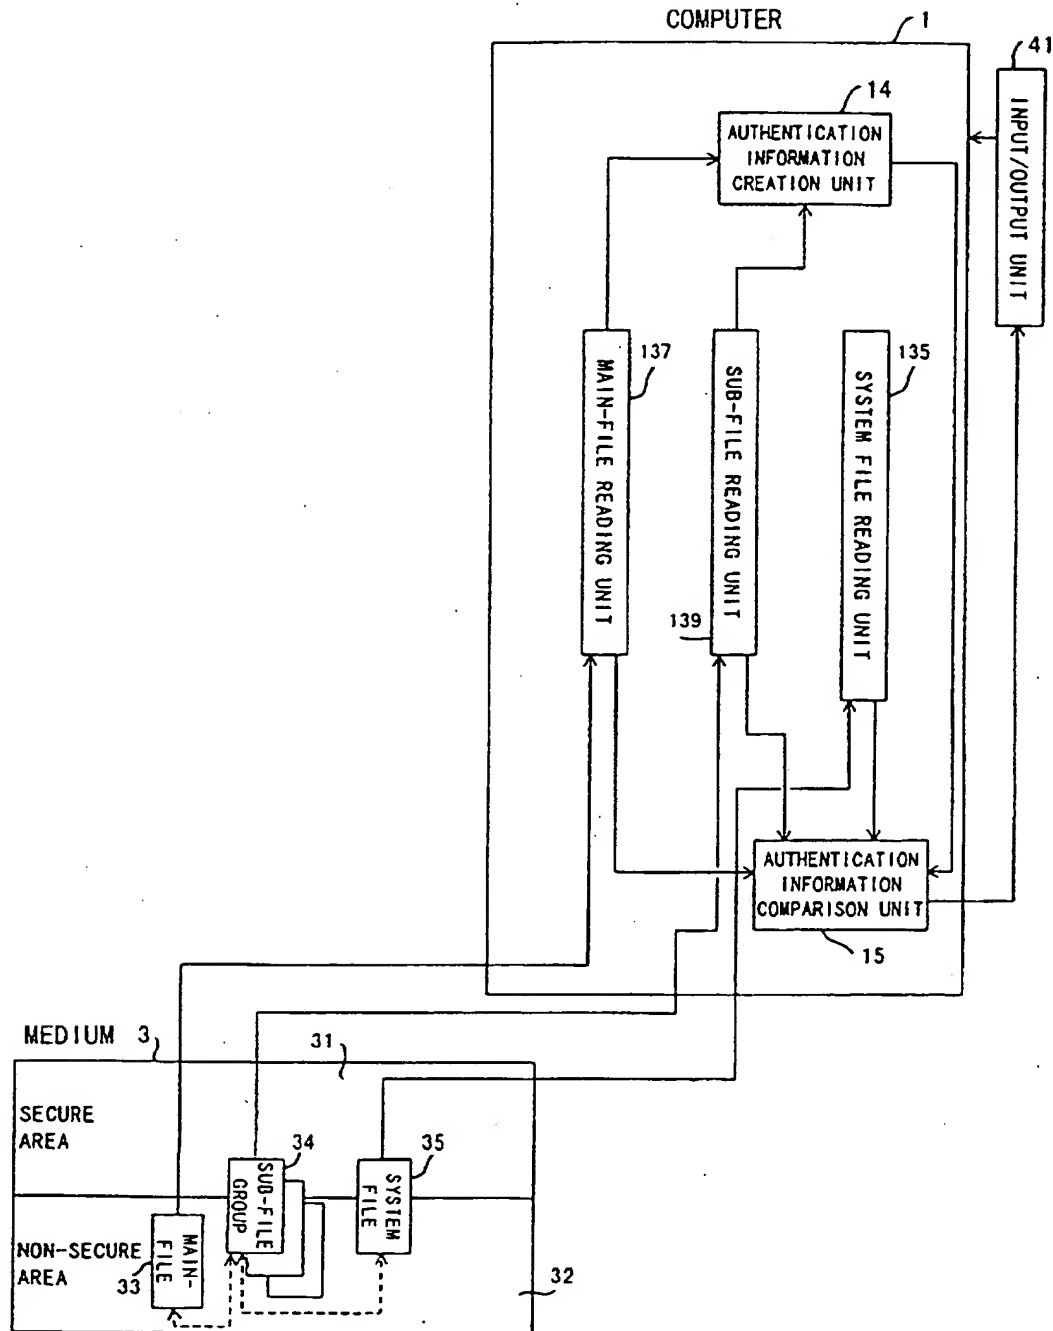 COMPUTER
1
41
INPUT/OUTPUT UNIT
14
AUTHENTICATION
INFORMATION
CREATION UNIT
137
MAIN-FILE READING UNIT
SUB-FILE READING UNIT
139
135
SYSTEM FILE READING UNIT
AUTHENTICATION
INFORMATION
COMPARISON UNIT
15
MEDIUM
3
31
SECURE
AREA
34
SUB-FILE
GROUP
35
SYSTEM
FILE
NON-SECURE
AREA
MAIN-
FILE
33
32